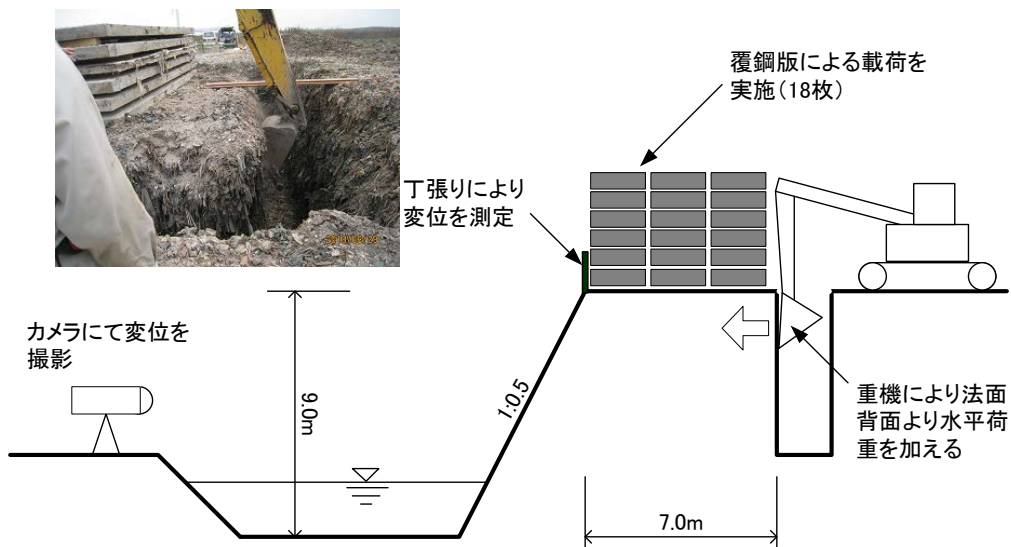 覆鋼版による載荷を
実施(18枚)
丁張りにより
変位を測定
カメラにて変位を
撮影
9.0m
1:0.5
重機により法面
背面より水平荷
重を加える
7.0m